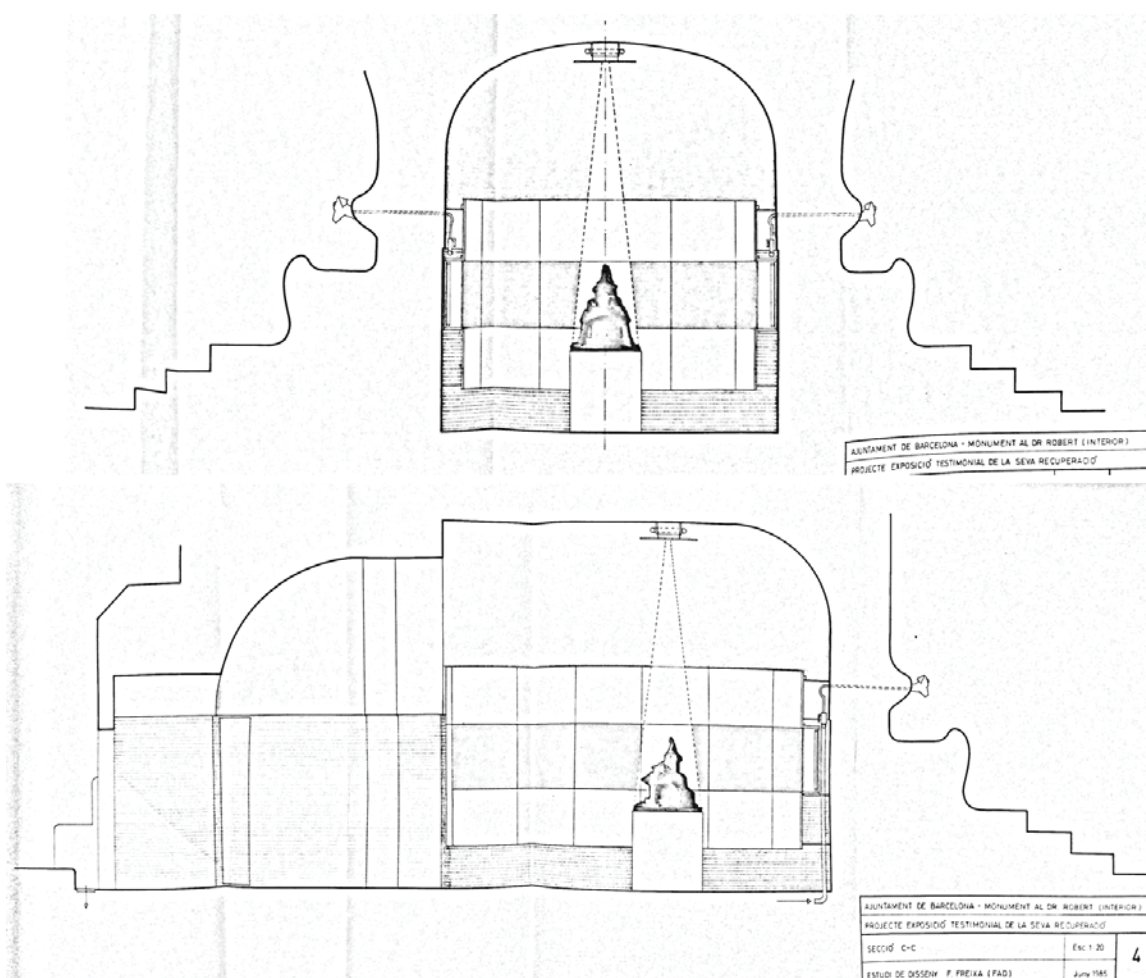 AJUNTAMENT DE BARCELONA - MONUMENT AL DR ROBERT (INTERIOR)
PROJECTE EXPOSICIÓ TESTIMONIAL DE LA SEVA RECUPERACIÓ
AJUNTAMENT DE BARCELONA - MONUMENT AL DR ROBERT (INTERIOR)
PROJECTE EXPOSICIÓ TESTIMONIAL DE LA SEVA RECUPERACIÓ
SECCIÓ C-C Esc 1:20 4
ESTUDI DE DISSENY F. FREIXA (FAD) Juny 1985